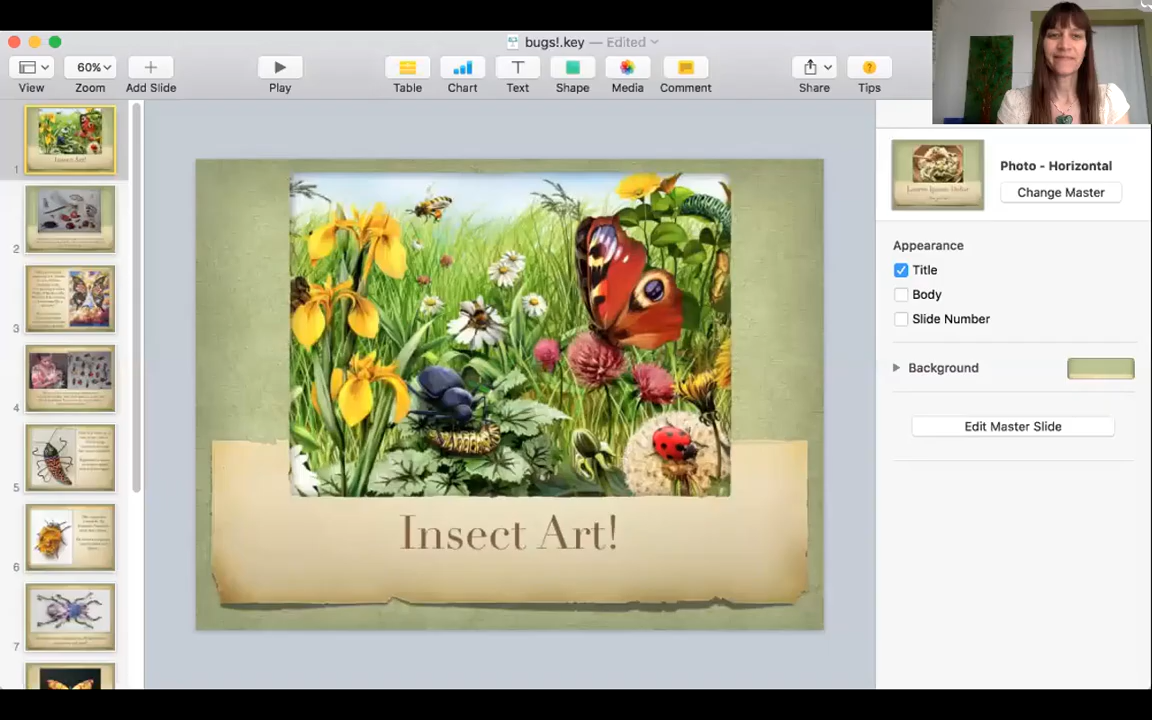 bugs!.key — Edited
View
60%
Zoom
Add Slide
Play
Table
Chart
Text
Shape
Media
Comment
Share
Tips
1
2
3
4
5
6
7
Insect Art!
Insect Art!
Photo - Horizontal
Change Master
Appearance
Title
Body
Slide Number
Background
Edit Master Slide